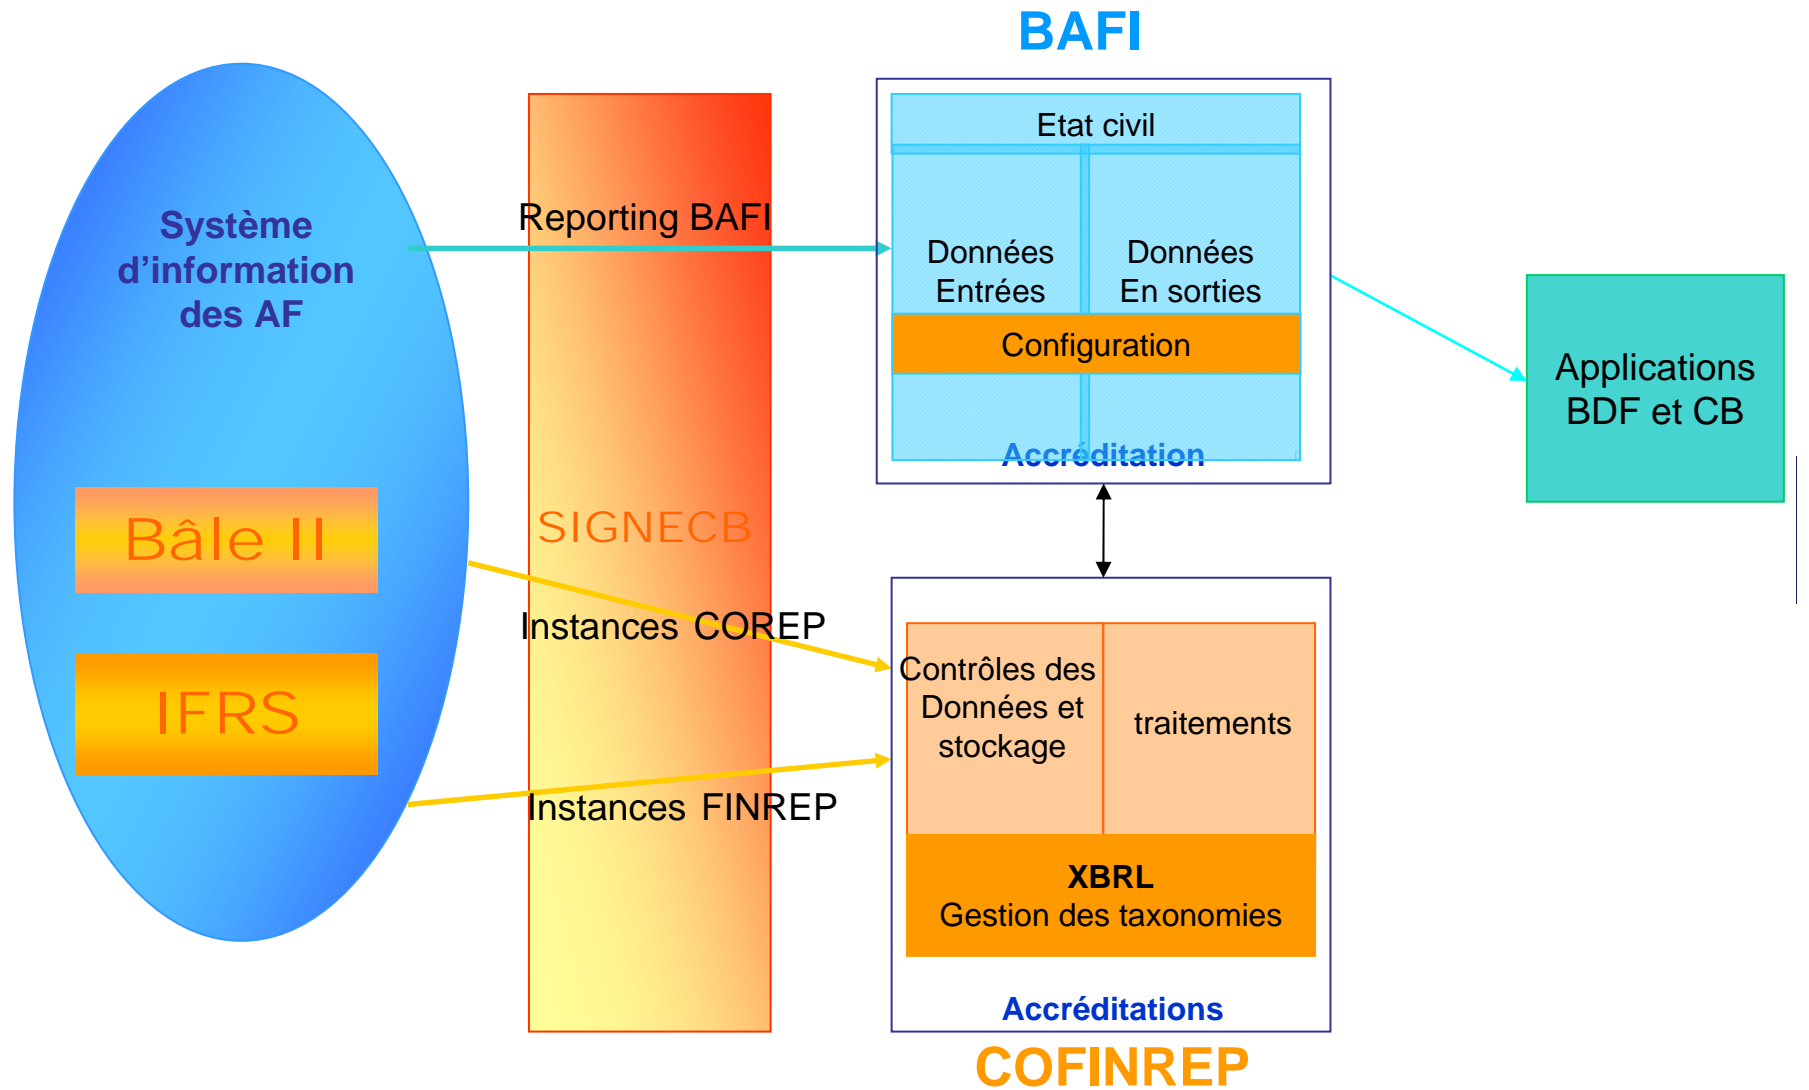 BAFI
Système
d’information
des AF
Bâle II
IFRS
SIGNECB
Reporting BAFI
Instances COREP
Instances FINREP
Etat civil
Données
Entrées
Données
En sorties
Configuration
Accréditation
Applications
BDF et CB
Contrôles des
Données et
stockage
traitements
XBRL
Gestion des taxonomies
Accréditations
COFINREP